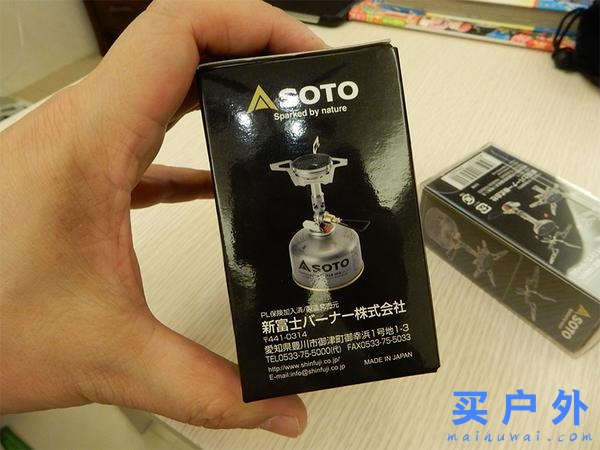 SOTO
Sparked by nature
SOTO
PL保険加入済/製造発売元
新富士バーナー株式会社
〒441-0314
愛知県豊川市御津町御幸浜1号地1-3
TEL0533-75-5000(代) FAX0533-75-5033
http://www.shinfuji.co.jp/
E-mail:info@shinfuji.co.jp
MADE IN JAPAN
SOTO
买户外
mainuwai.com